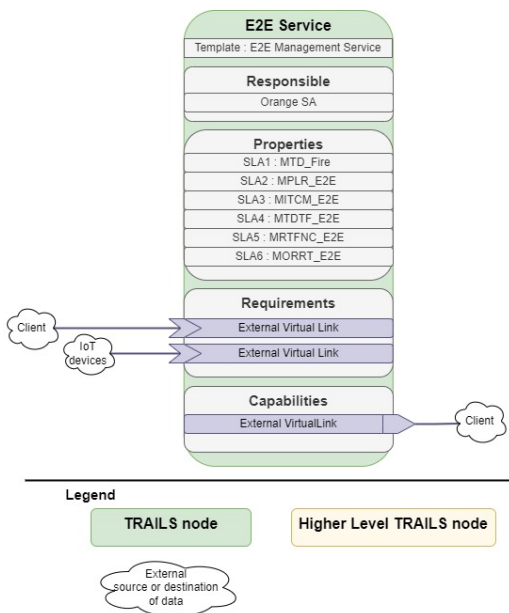 E2E Service
Template : E2E Management Service
Responsible
Orange SA
Properties
SLA1 : MTD_Fire
SLA2 : MPLR_E2E
SLA3 : MITCM_E2E
SLA4 : MTDTF_E2E
SLA5 : MRTFNC_E2E
SLA6 : MORRT_E2E
Requirements
Client
External Virtual Link
IoT
devices
External Virtual Link
Capabilities
External VirtualLink
Client
Legend
TRAILS node
Higher Level TRAILS node
External
source or destination
of data